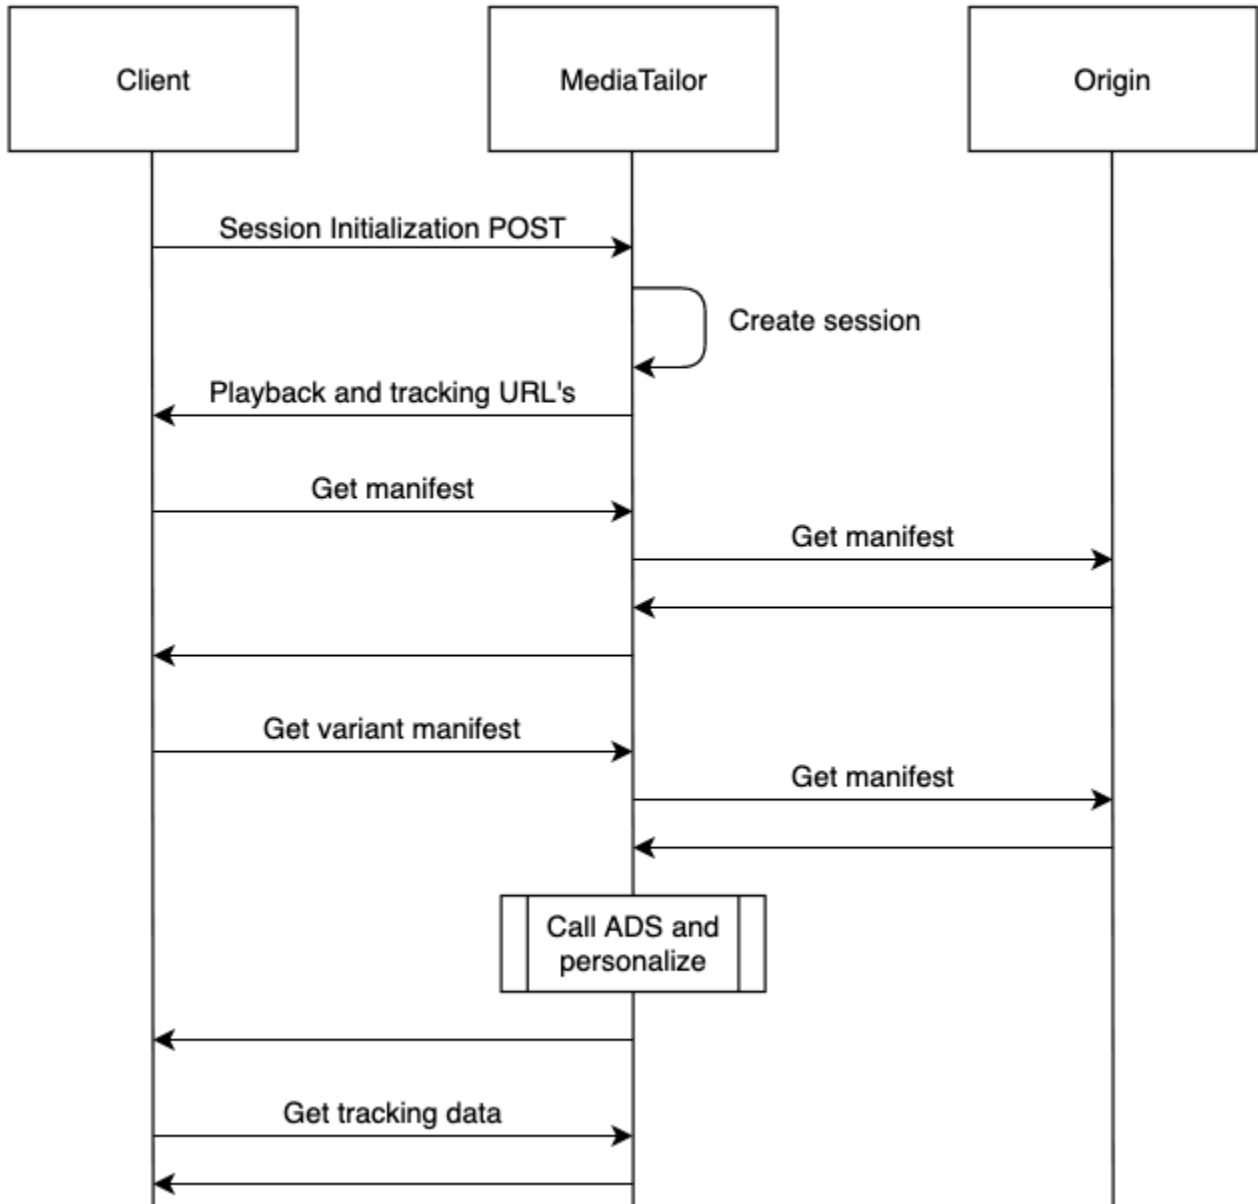 Client
MediaTailor
Origin
Session Initialization POST
Create session
Playback and tracking URL's
Get manifest
Get manifest
Get variant manifest
Get manifest
Call ADS and
personalize
Get tracking data